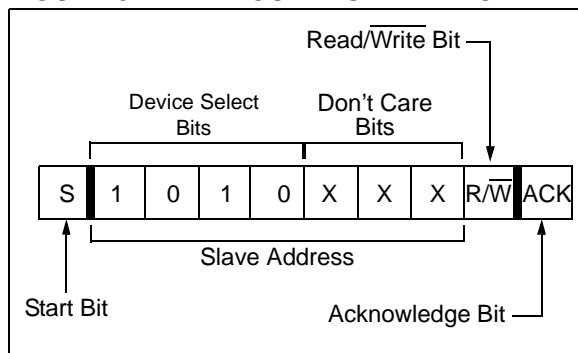 Read/Write Bit
Device Select
Bits
Don't Care
Bits
S 1 0 1 0 X X X R/W ACK
Slave Address
Start Bit
Acknowledge Bit